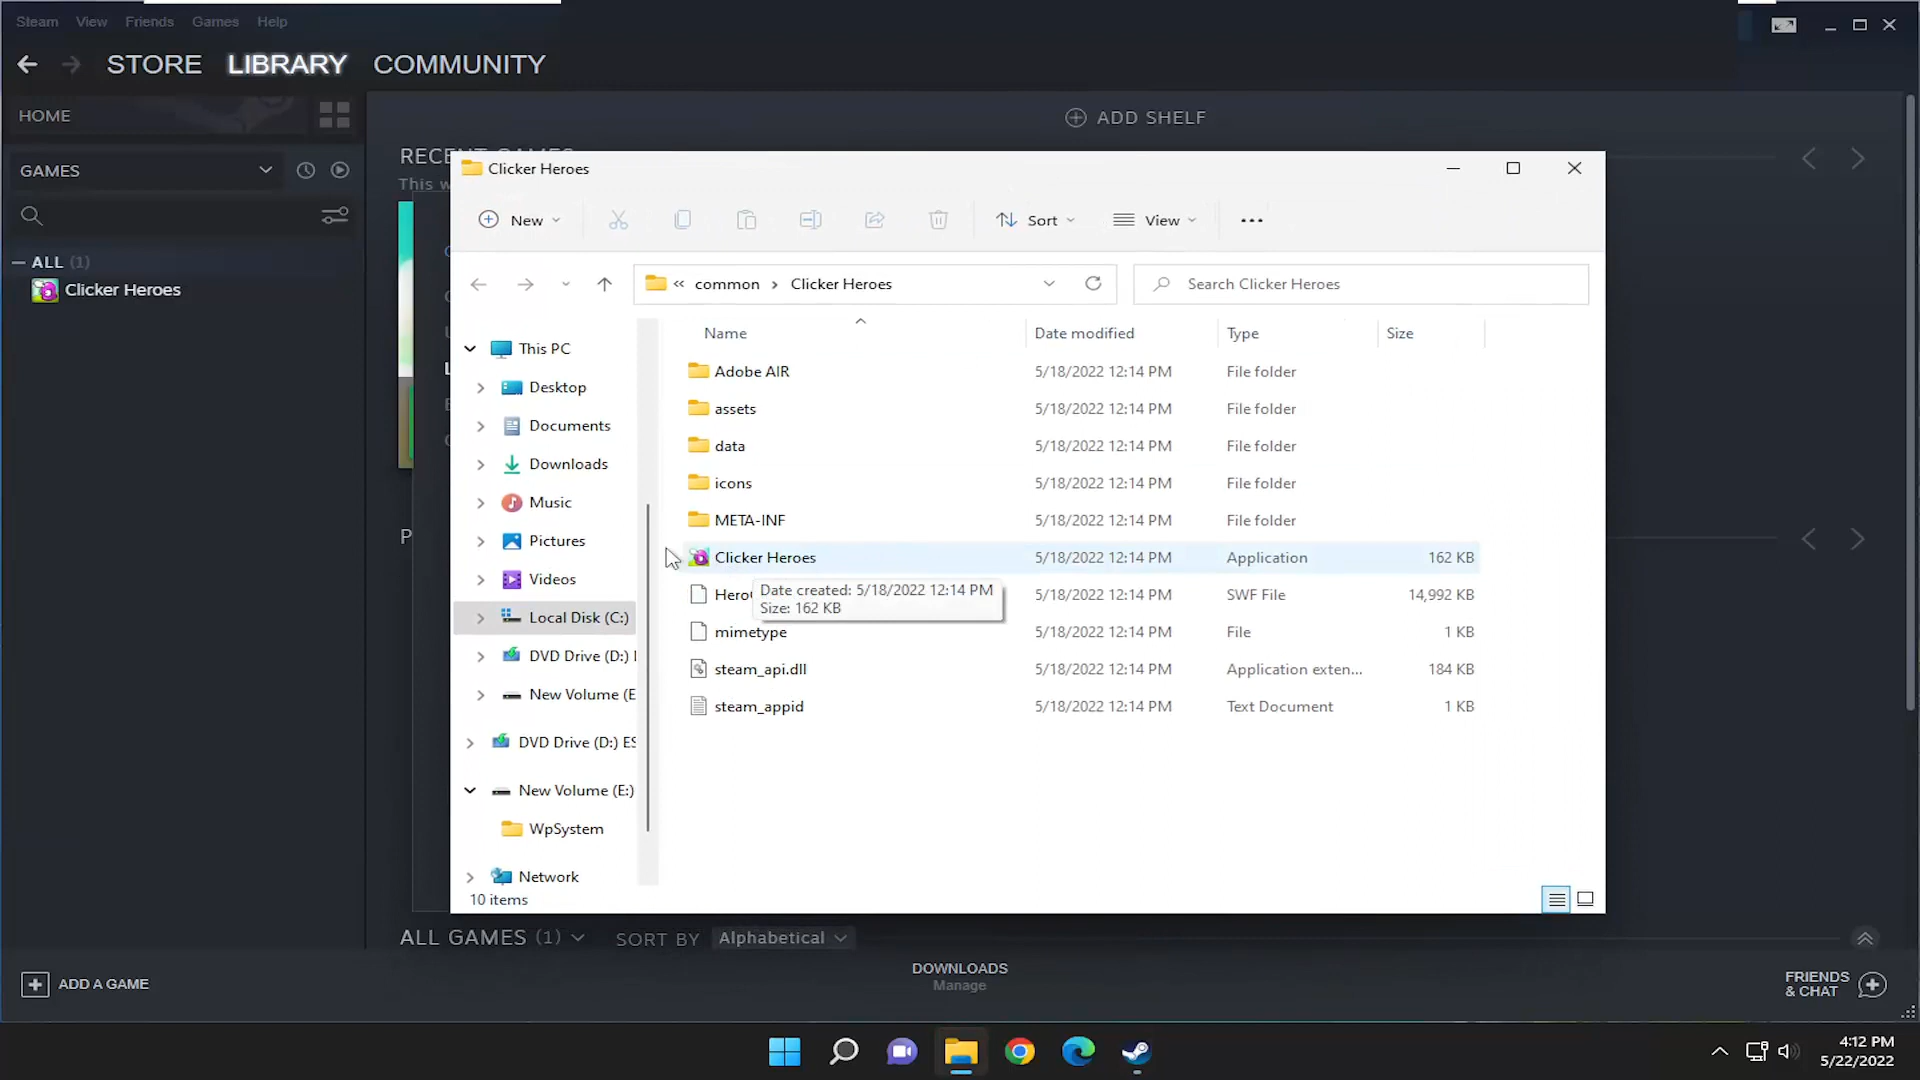 Steam View Friends Games Help
STORE LIBRARY COMMUNITY
HOME
ADD SHELF
GAMES
This w
ALL (1)
Clicker Heroes
Clicker Heroes
New
Sort
View
common
Clicker Heroes
Search Clicker Heroes
Name Date modified Type Size
This PC
Desktop
Documents
Downloads
Music
Pictures
Videos
Local Disk (C:)
DVD Drive (D:)
New Volume (E
DVD Drive (D:) ES
New Volume (E:)
WpSystem
Network
Adobe AIR 5/18/2022 12:14 PM File folder
assets 5/18/2022 12:14 PM File folder
data 5/18/2022 12:14 PM File folder
icons 5/18/2022 12:14 PM File folder
META-INF 5/18/2022 12:14 PM File folder
Clicker Heroes 5/18/2022 12:14 PM Application 162 KB
Hero 5/18/2022 12:14 PM SWF File 14,992 KB
Date created: 5/18/2022 12:14 PM
Size: 162 KB
mimetype 5/18/2022 12:14 PM File 1 KB
steam_api.dll 5/18/2022 12:14 PM Application exten... 184 KB
steam_appid 5/18/2022 12:14 PM Text Document 1 KB
10 items
ALL GAMES (1) SORT BY Alphabetical
ADD A GAME
DOWNLOADS
Manage
FRIENDS
& CHAT
4:12 PM
5/22/2022